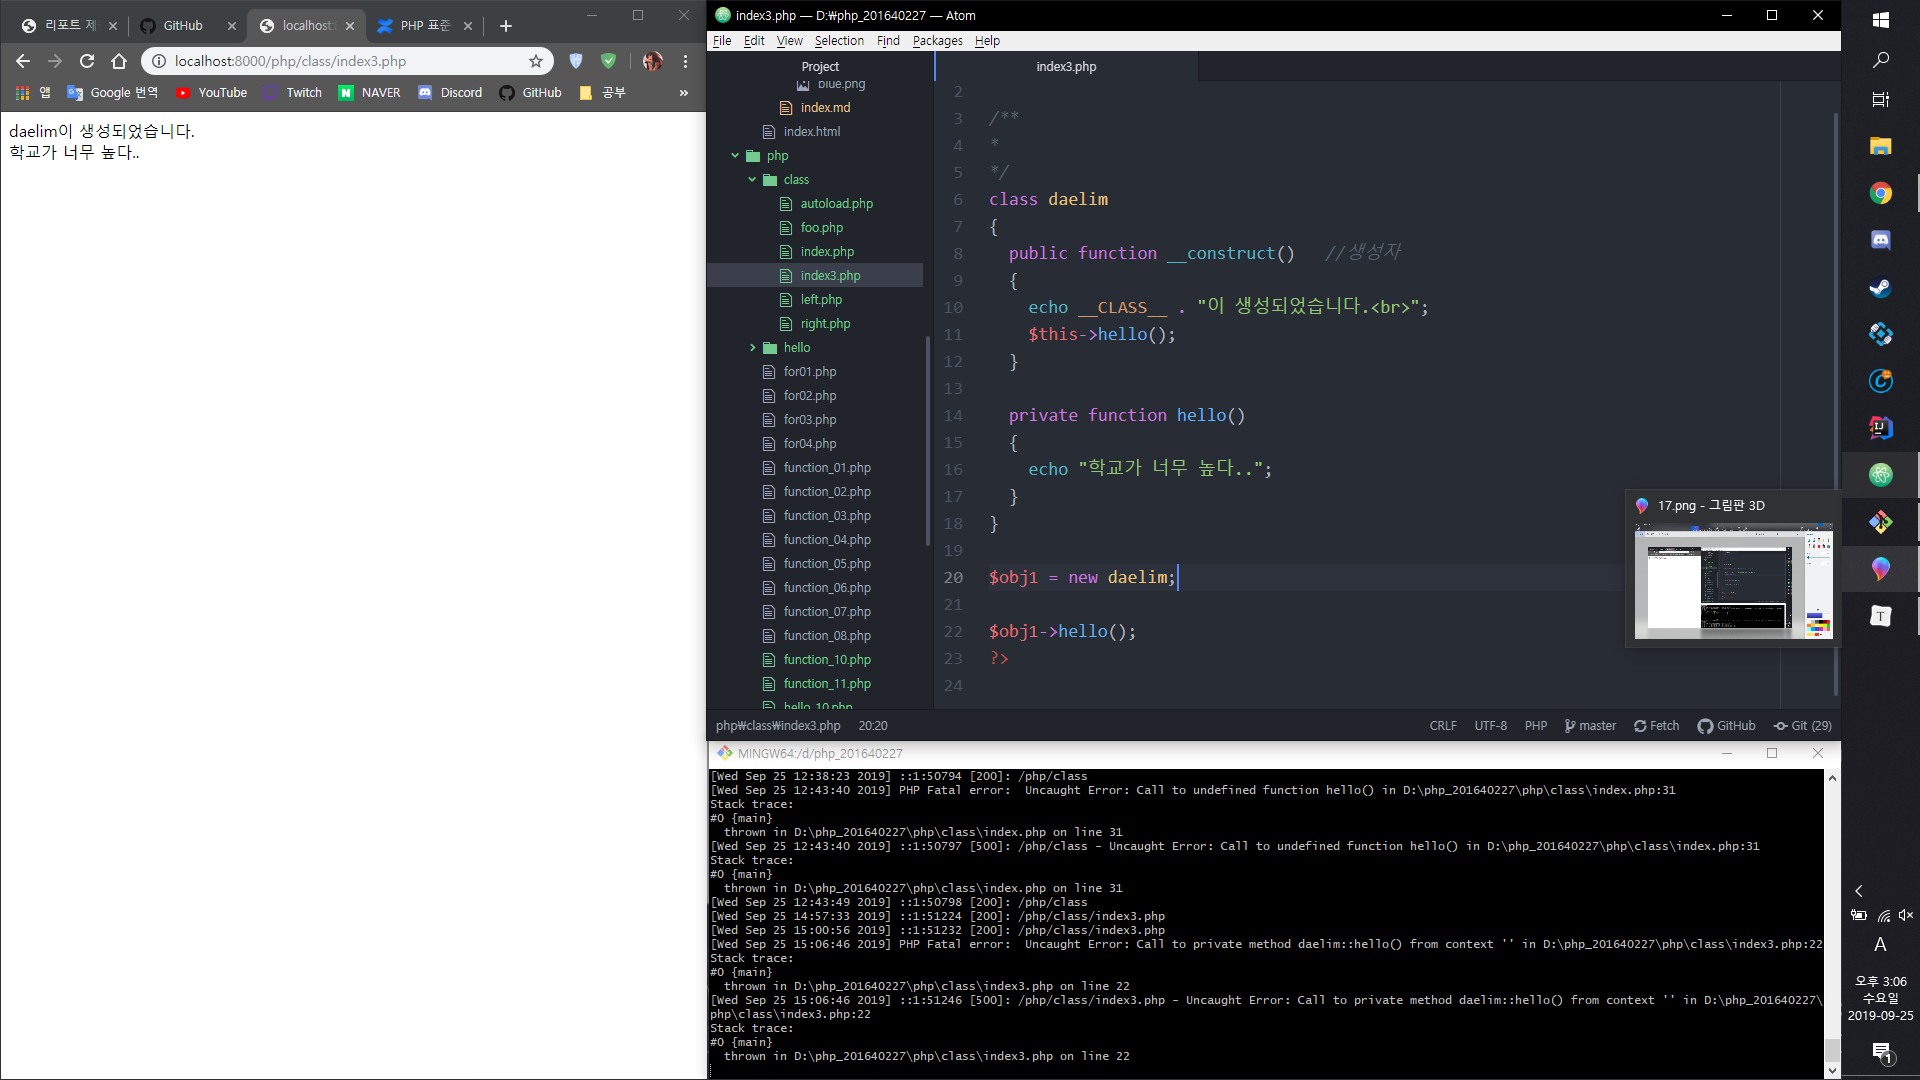 리포트 제
GitHub
localhost:
PHP 표준
localhost:8000/php/class/index3.php
앱
Google 번역
YouTube
Twitch
NAVER
Discord
GitHub
공부
»
daelim이 생성되었습니다.
학교가 너무 높다..
index3.php — D:₩php_201640227 — Atom
File Edit View Selection Find Packages Help
Project
blue.png
index.md
index.html
php
class
autoload.php
foo.php
index.php
index3.php
left.php
right.php
hello
for01.php
for02.php
for03.php
for04.php
function_01.php
function_02.php
function_03.php
function_04.php
function_05.php
function_06.php
function_07.php
function_08.php
function_10.php
function_11.php
hello_10.php
index3.php
2
3 /**
4 *
5 */
6 class daelim
7 {
8 public function __construct() //생성자
9 {
10 echo __CLASS__ . "이 생성되었습니다.<br>";
11 $this->hello();
12 }
13
14 private function hello()
15 {
16 echo "학교가 너무 높다..";
17 }
18 }
19
20 $obj1 = new daelim;
21
22 $obj1->hello();
23 ?>
24
17.png - 그림판 3D
php₩class₩index3.php 20:20
CRLF UTF-8 PHP master Fetch GitHub Git (29)
MINGW64:/d/php_201640227
[Wed Sep 25 12:38:23 2019] ::1:50794 [200]: /php/class
[Wed Sep 25 12:43:40 2019] PHP Fatal error:  Uncaught Error: Call to undefined function hello() in D:\php_201640227\php\class\index.php:31
Stack trace:
#0 {main}
  thrown in D:\php_201640227\php\class\index.php on line 31
[Wed Sep 25 12:43:40 2019] ::1:50797 [500]: /php/class - Uncaught Error: Call to undefined function hello() in D:\php_201640227\php\class\index.php:31
Stack trace:
#0 {main}
  thrown in D:\php_201640227\php\class\index.php on line 31
[Wed Sep 25 12:43:49 2019] ::1:50798 [200]: /php/class
[Wed Sep 25 14:57:33 2019] ::1:51224 [200]: /php/class/index3.php
[Wed Sep 25 15:00:56 2019] ::1:51232 [200]: /php/class/index3.php
[Wed Sep 25 15:06:46 2019] PHP Fatal error:  Uncaught Error: Call to private method daelim::hello() from context '' in D:\php_201640227\php\class\index3.php:22
Stack trace:
#0 {main}
  thrown in D:\php_201640227\php\class\index3.php on line 22
[Wed Sep 25 15:06:46 2019] ::1:51246 [500]: /php/class/index3.php - Uncaught Error: Call to private method daelim::hello() from context '' in D:\php_201640227\
php\class\index3.php:22
Stack trace:
#0 {main}
  thrown in D:\php_201640227\php\class\index3.php on line 22
IJ
T
A
오후 3:06
수요일
2019-09-25
1